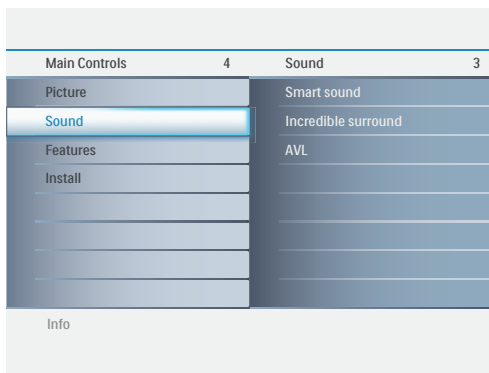 Main Controls 4
Picture
Sound
Features
Install
Sound 3
Smart sound
Incredible surround
AVL
Info